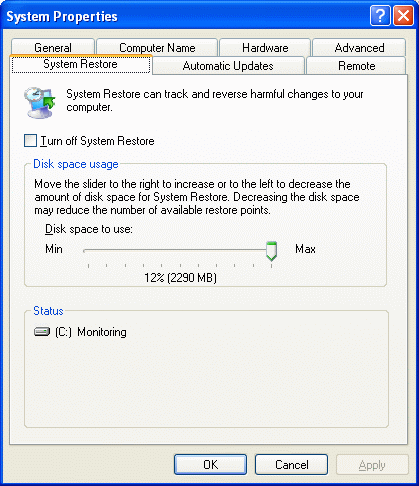 System Properties
General Computer Name Hardware Advanced
System Restore Automatic Updates Remote
System Restore can track and reverse harmful changes to your
computer.
Turn off System Restore
Disk space usage
Move the slider to the right to increase or to the left to decrease the
amount of disk space for System Restore. Decreasing the disk space
may reduce the number of available restore points.
Disk space to use:
Min Max
12% (2290 MB)
Status
(C:) Monitoring
OK Cancel Apply